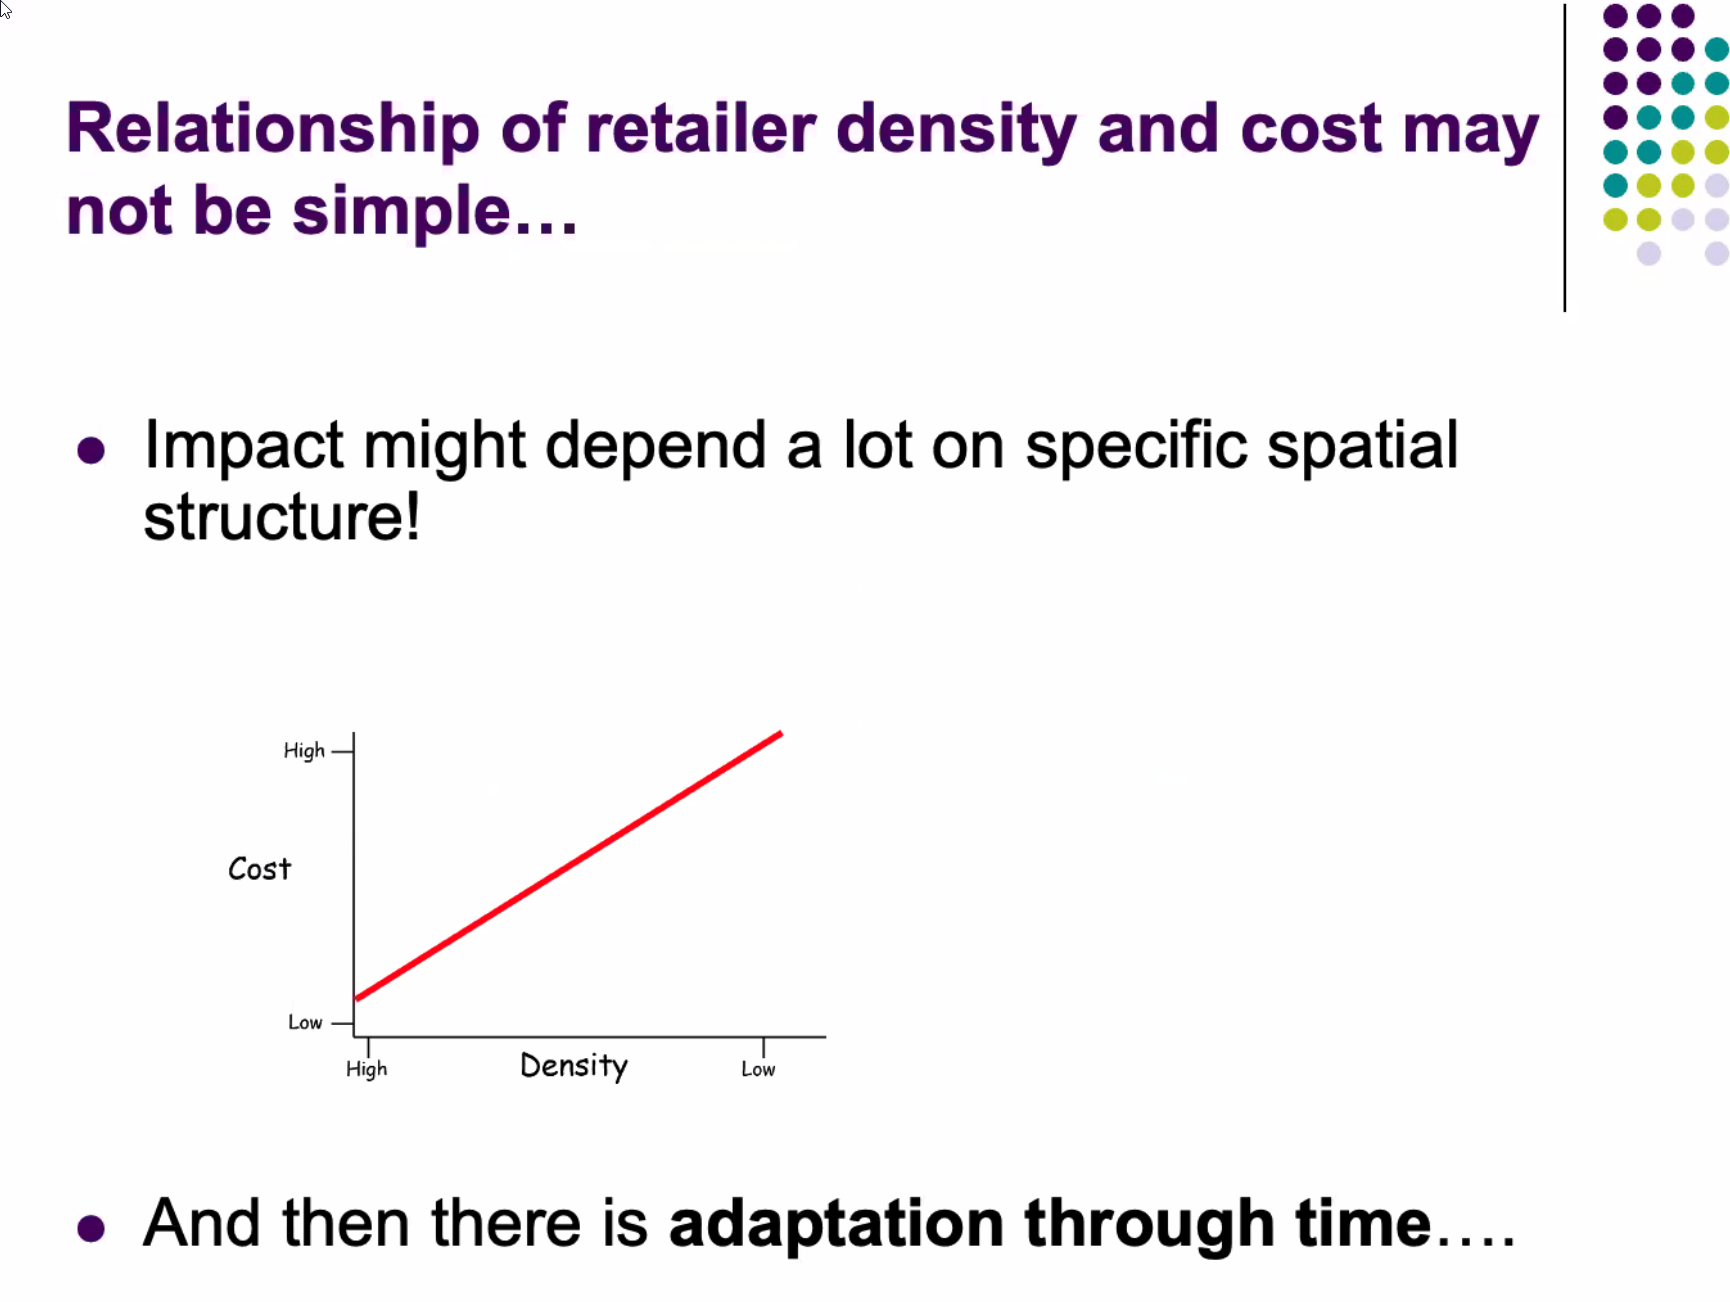 Relationship of retailer density and cost may
not be simple…
● Impact might depend a lot on specific spatial
structure!
High
Cost
Low
High Density Low
● And then there is adaptation through time….